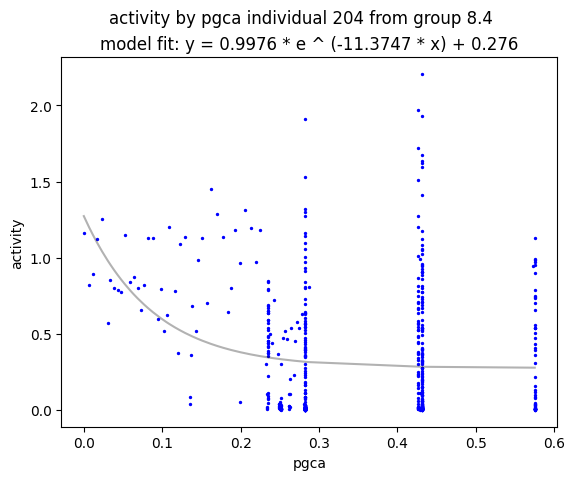 activity by pgca individual 204 from group 8.4
model fit: y = 0.9976 * e ^ (-11.3747 * x) + 0.276
2.0
1.5
1.0
0.5
0.0
activity
0.0 0.1 0.2 0.3 0.4 0.5 0.6
pgca